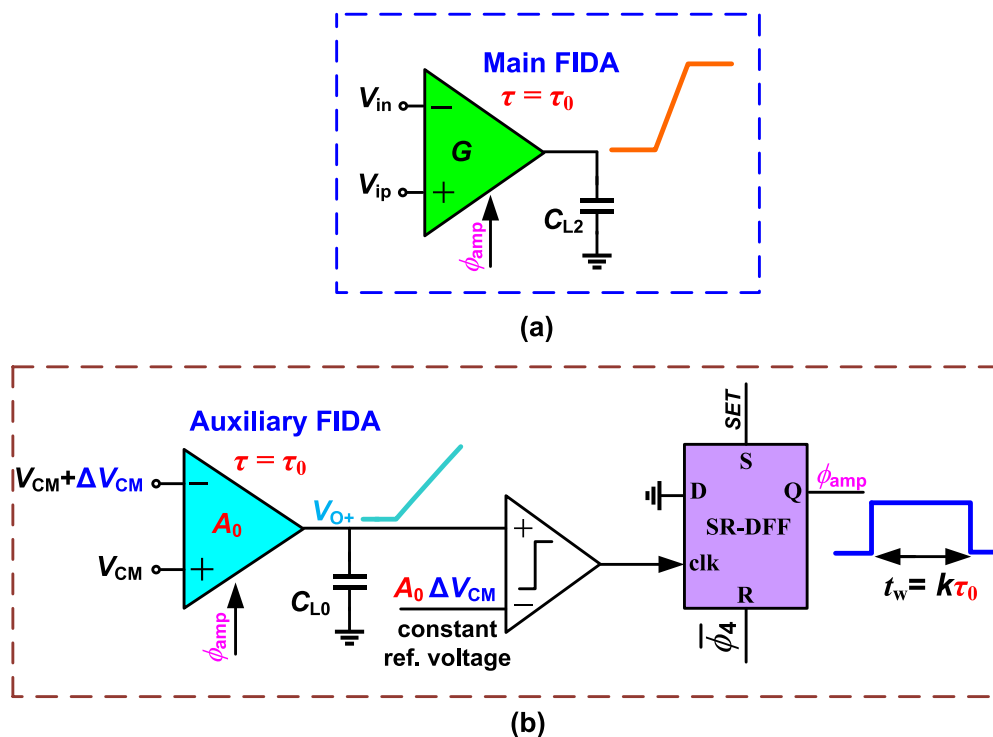 Main FIDA
τ = τ0
Vin
−
G
Vip
+
CL2
ϕamp
(a)
Auxiliary FIDA
τ = τ0
SET
VCM+ΔVCM
−
VO+
A0
VCM
+
CL0
ϕamp
+
A0 ΔVCM
−
constant
ref. voltage
S
D
Q
SR-DFF
clk
R
ϕamp
tw= kτ0
ϕ̅4
(b)